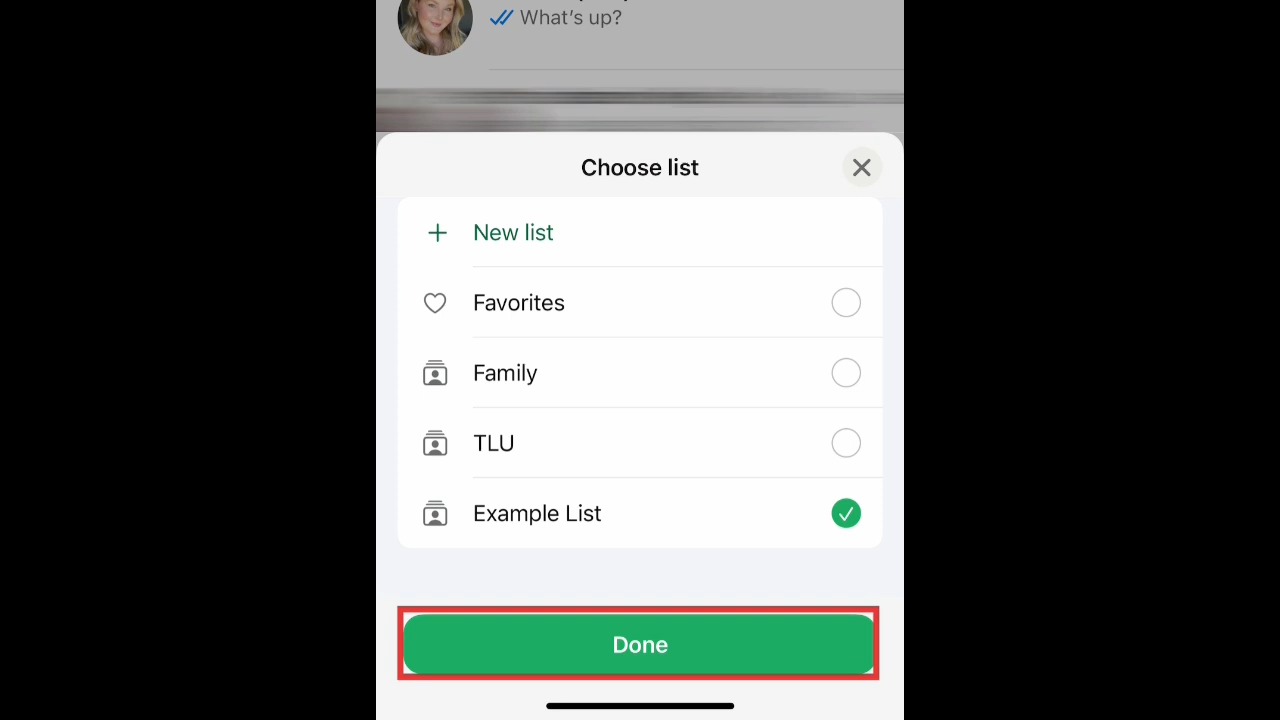 What's up?
Choose list
New list
Favorites
Family
TLU
Example List
Done